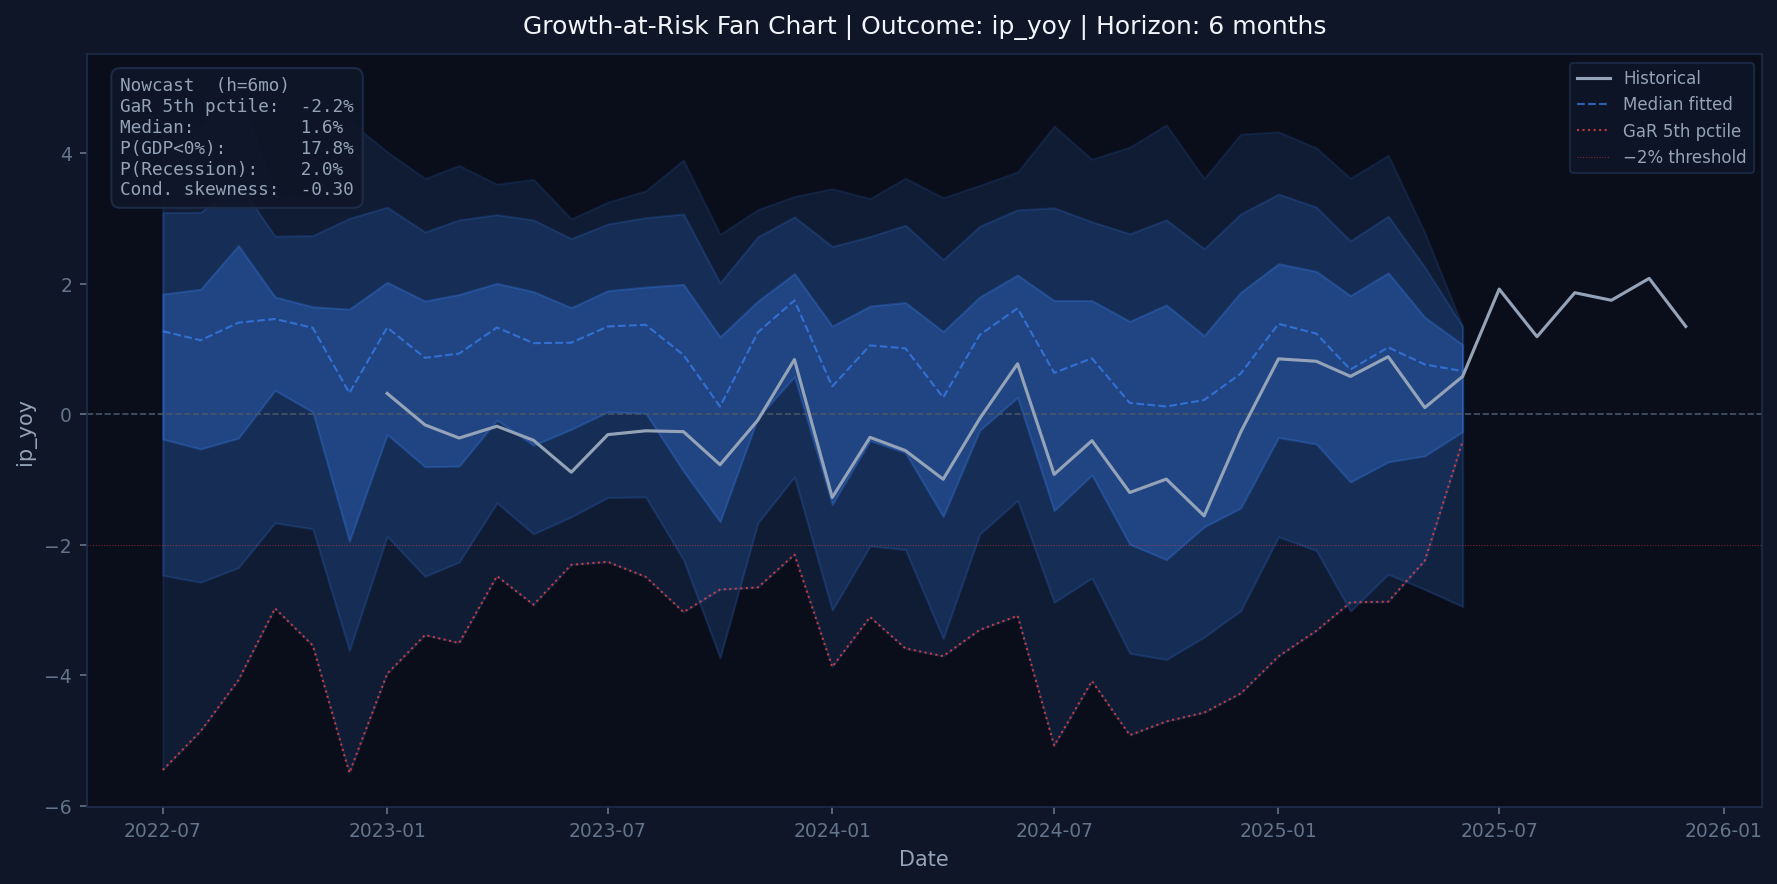 Growth-at-Risk Fan Chart | Outcome: ip_yoy | Horizon: 6 months
Nowcast (h=6mo)
GaR 5th pctile: -2.2%
Median: 1.6%
P(GDP<0%): 17.8%
P(Recession): 2.0%
Cond. skewness: -0.30
Historical
Median fitted
GaR 5th pctile
−2% threshold
4
2
0
−2
−4
−6
ip_yoy
2022-07
2023-01
2023-07
2024-01
2024-07
2025-01
2025-07
2026-01
Date